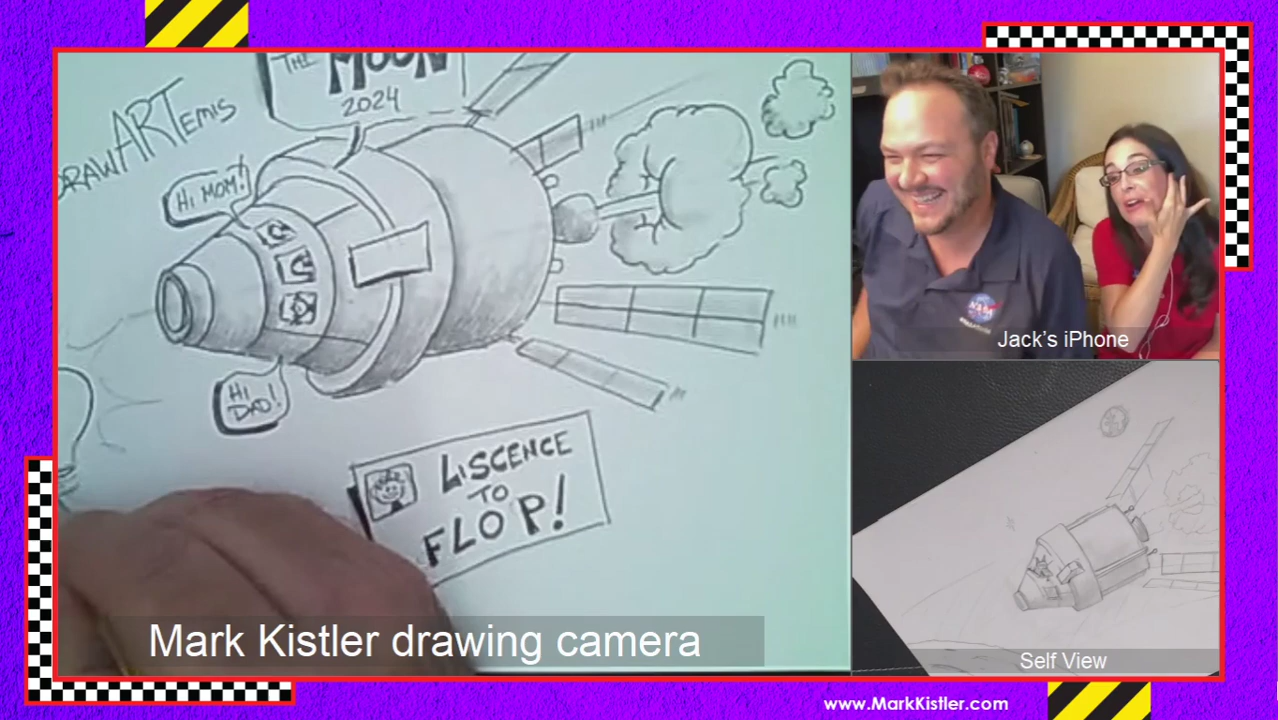 THE MOON
2024
DRAWARTEMIS
HI MOM!
HI
DAD!
LISCENCE
TO
FLOP!
Mark Kistler drawing camera
NASA
Jack's iPhone
Self View
www.MarkKistler.com